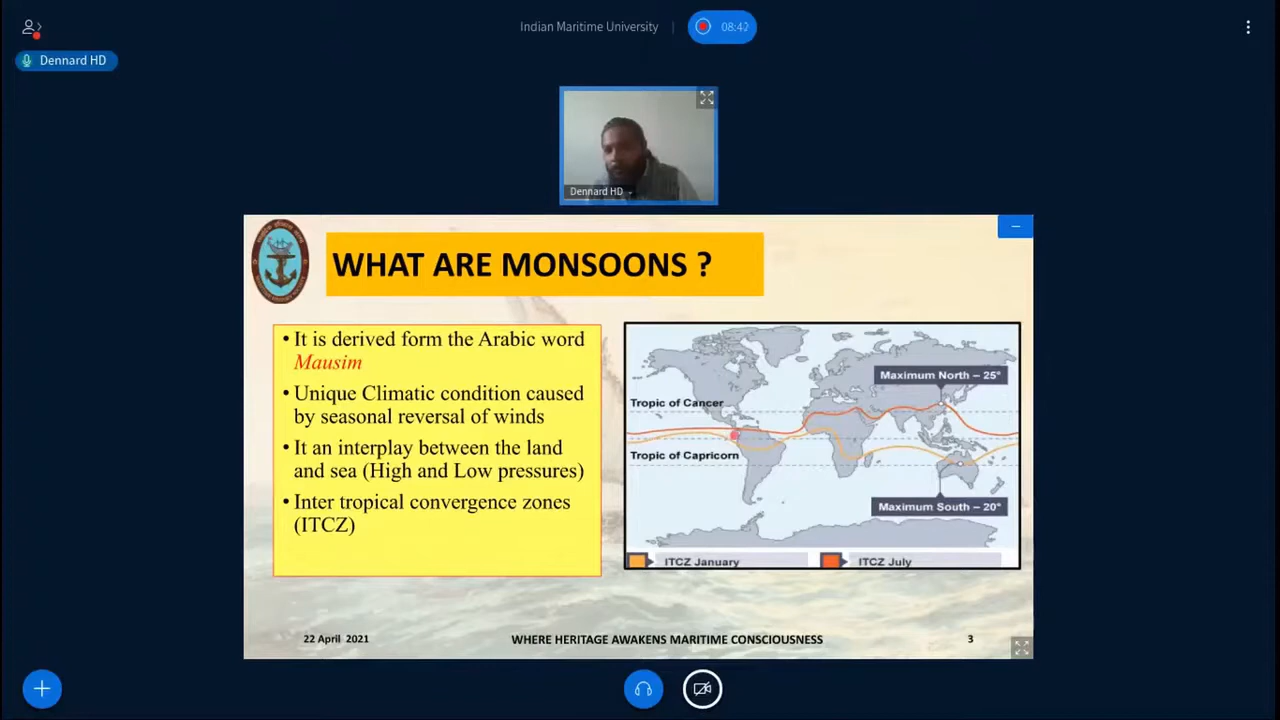 Indian Maritime University
Dennard HD
Dennard HD
WHAT ARE MONSOONS ?
• It is derived form the Arabic word
Mausim
• Unique Climatic condition caused
by seasonal reversal of winds
• It an interplay between the land
and sea (High and Low pressures)
• Inter tropical convergence zones
(ITCZ)
Maximum North – 25°
Tropic of Cancer
Tropic of Capricorn
Maximum South – 20°
ITCZ January
ITCZ July
22 April 2021
WHERE HERITAGE AWAKENS MARITIME CONSCIOUSNESS
3